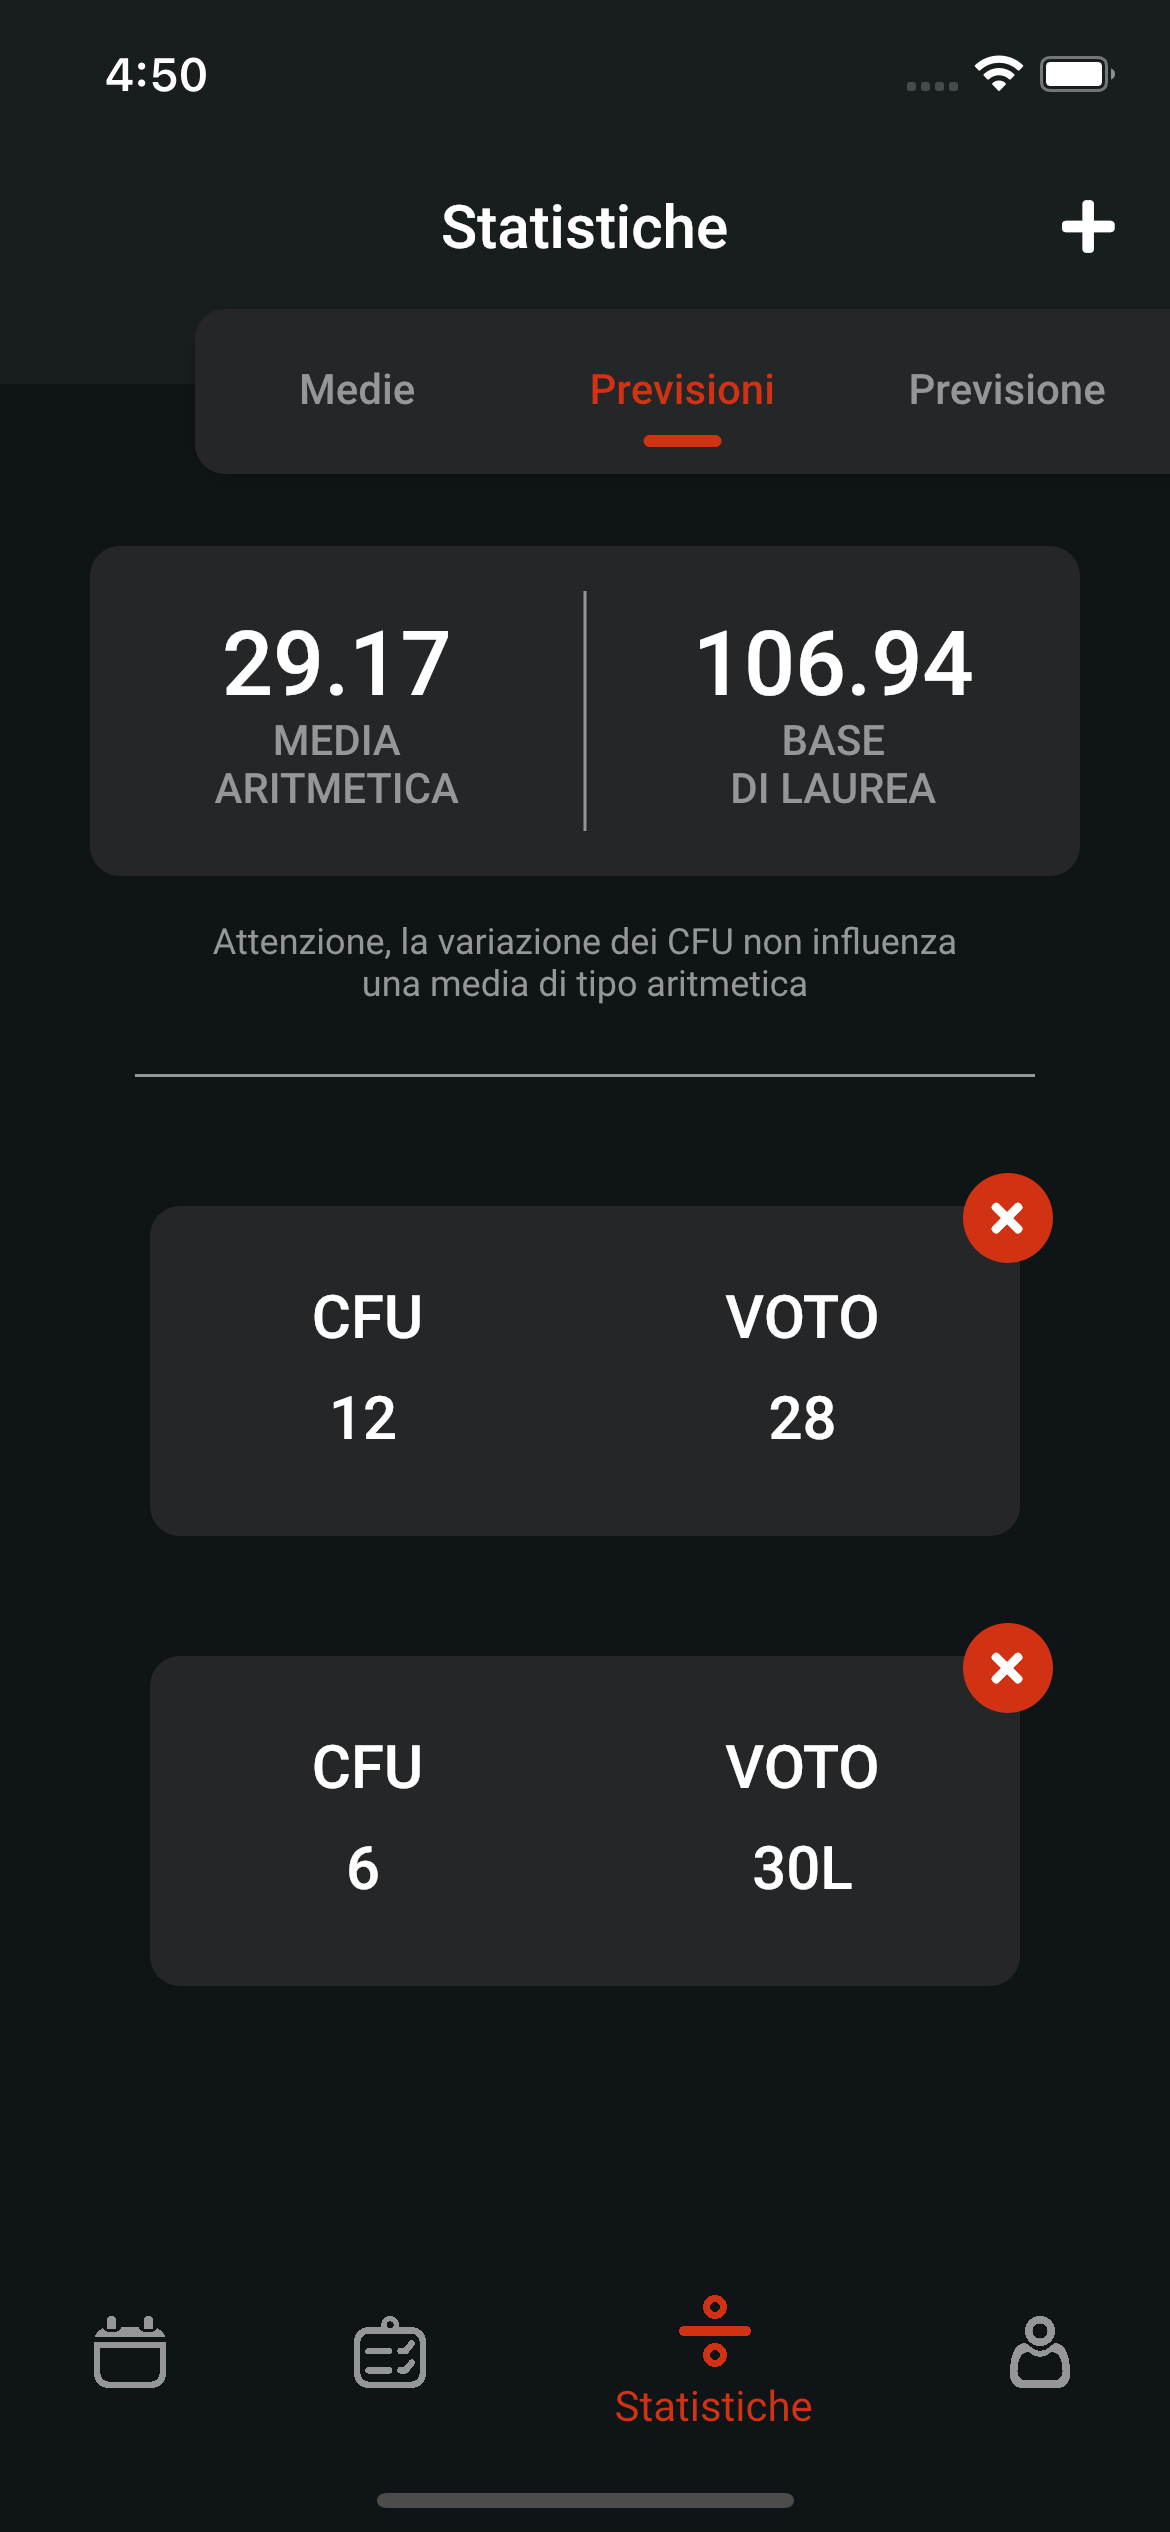 4:50
Statistiche
Medie Previsioni Previsione
29.17 106.94
MEDIA BASE
ARITMETICA DI LAUREA
Attenzione, la variazione dei CFU non influenza
una media di tipo aritmetica
CFU VOTO
12 28
CFU VOTO
6 30L
Statistiche